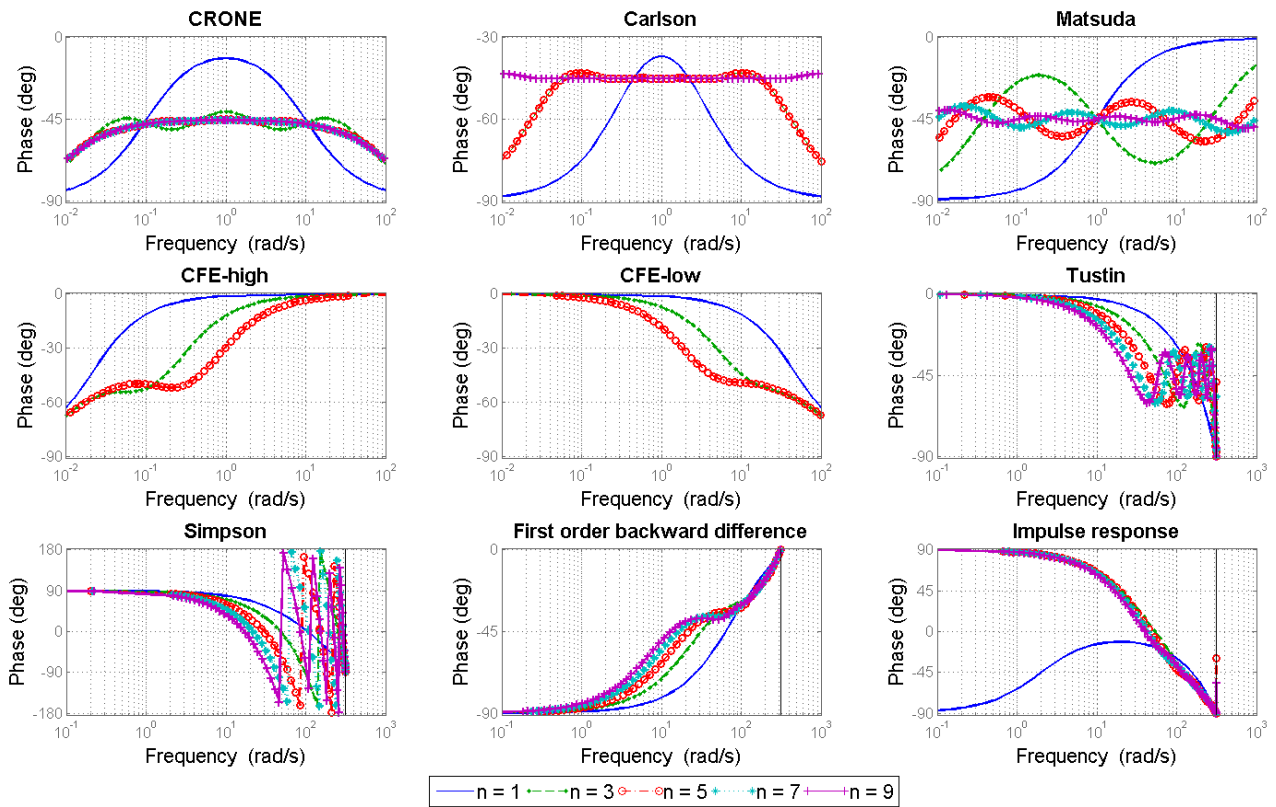 CRONE
Phase (deg)
0
-45
-90
10^-2 10^-1 10^0 10^1 10^2
Frequency (rad/s)
Carlson
Phase (deg)
-30
-60
-90
10^-2 10^-1 10^0 10^1 10^2
Frequency (rad/s)
Matsuda
Phase (deg)
0
-45
-90
10^-2 10^-1 10^0 10^1 10^2
Frequency (rad/s)
CFE-high
Phase (deg)
0
-30
-60
-90
10^-2 10^-1 10^0 10^1 10^2
Frequency (rad/s)
CFE-low
Phase (deg)
0
-30
-60
-90
10^-2 10^-1 10^0 10^1 10^2
Frequency (rad/s)
Tustin
Phase (deg)
0
-45
-90
10^-1 10^0 10^1 10^2 10^3
Frequency (rad/s)
Simpson
Phase (deg)
180
90
0
-90
-180
10^-1 10^0 10^1 10^2 10^3
Frequency (rad/s)
First order backward difference
Phase (deg)
0
-45
-90
10^-1 10^0 10^1 10^2 10^3
Frequency (rad/s)
Impulse response
Phase (deg)
90
45
0
-45
-90
10^-1 10^0 10^1 10^2 10^3
Frequency (rad/s)
n = 1 n = 3 n = 5 n = 7 n = 9